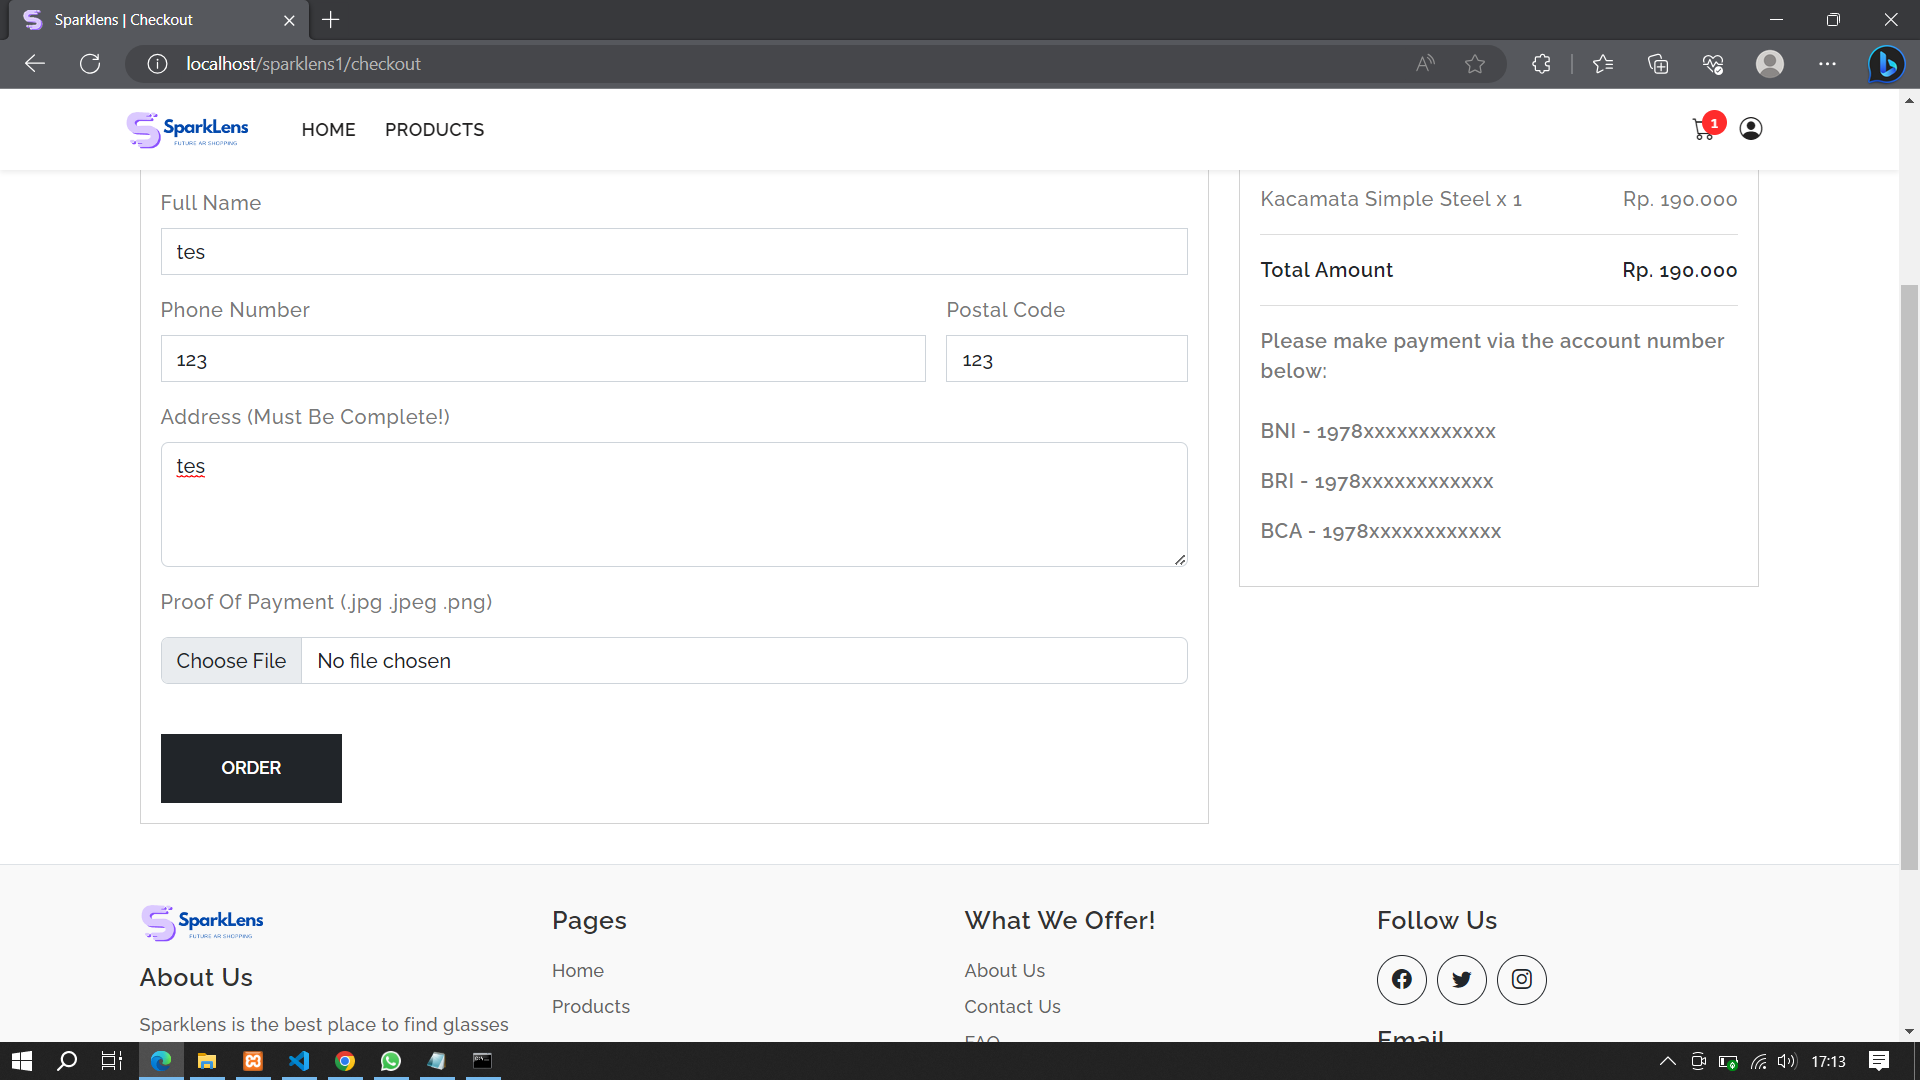 Sparklens | Checkout
localhost/sparklens1/checkout
SparkLens
FUTURE AR SHOPPING
HOME
PRODUCTS
1
Full Name
tes
Phone Number
Postal Code
123
123
Address (Must Be Complete!)
tes
Proof Of Payment (.jpg .jpeg .png)
Choose File
No file chosen
ORDER
Kacamata Simple Steel x 1
Rp. 190.000
Total Amount
Rp. 190.000
Please make payment via the account number
below:
BNI - 1978xxxxxxxxxxxx
BRI - 1978xxxxxxxxxxxx
BCA - 1978xxxxxxxxxxxx
SparkLens
FUTURE AR SHOPPING
About Us
Sparklens is the best place to find glasses
Pages
Home
Products
What We Offer!
About Us
Contact Us
FAQ
Follow Us
Email
17:13